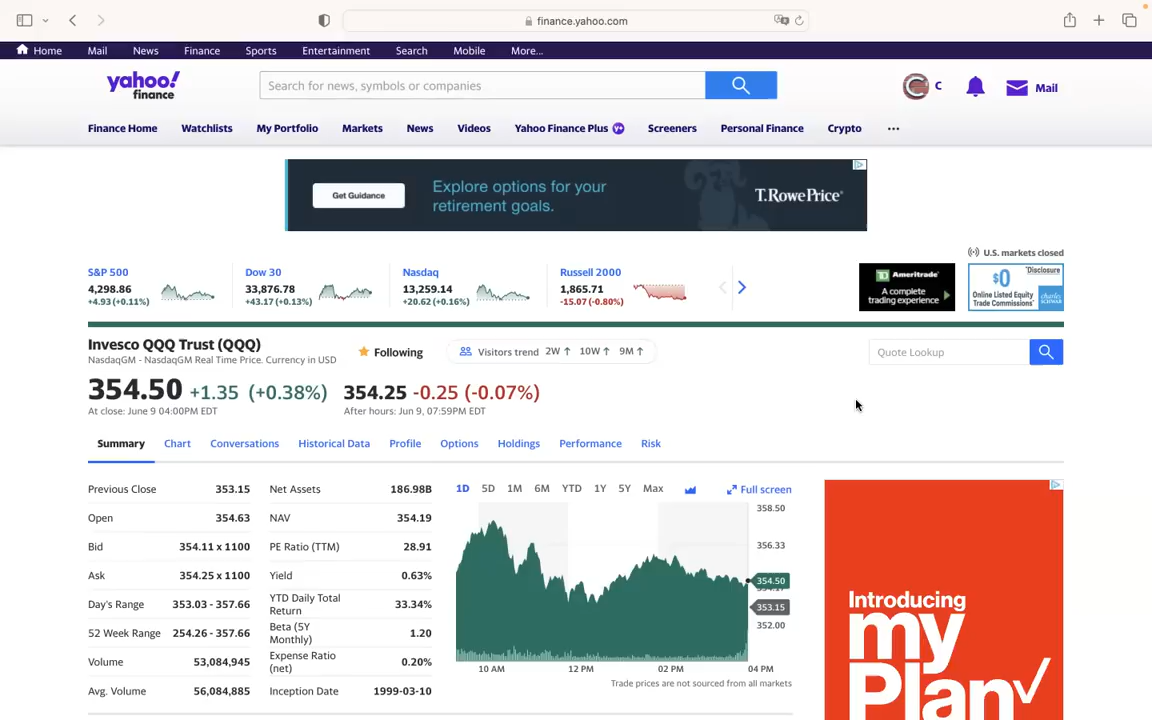 finance.yahoo.com
Home Mail News Finance Sports Entertainment Search Mobile More...
yahoo!
finance
Search for news, symbols or companies
C
Mail
Finance Home Watchlists My Portfolio Markets News Videos Yahoo Finance Plus Y+ Screeners Personal Finance Crypto ...
Get Guidance
Explore options for your
retirement goals.
T.RowePrice
U.S. markets closed
S&P 500
4,298.86
+4.93 (+0.11%)
Dow 30
33,876.78
+43.17 (+0.13%)
Nasdaq
13,259.14
+20.62 (+0.16%)
Russell 2000
1,865.71
-15.07 (-0.80%)
TD Ameritrade
A complete
trading experience
Disclosure
$0
Online Listed Equity
Trade Commissions
charles
SCHWAB
Invesco QQQ Trust (QQQ)
NasdaqGM - NasdaqGM Real Time Price. Currency in USD
Following
Visitors trend 2W ↑ 10W ↑ 9M ↑
Quote Lookup
354.50 +1.35 (+0.38%)
At close: June 9 04:00PM EDT
354.25 -0.25 (-0.07%)
After hours: Jun 9, 07:59PM EDT
Summary Chart Conversations Historical Data Profile Options Holdings Performance Risk
Previous Close 353.15
Open 354.63
Bid 354.11 x 1100
Ask 354.25 x 1100
Day's Range 353.03 - 357.66
52 Week Range 254.26 - 357.66
Volume 53,084,945
Avg. Volume 56,084,885
Net Assets 186.98B
NAV 354.19
PE Ratio (TTM) 28.91
Yield 0.63%
YTD Daily Total
Return 33.34%
Beta (5Y
Monthly) 1.20
Expense Ratio
(net) 0.20%
Inception Date 1999-03-10
1D 5D 1M 6M YTD 1Y 5Y Max
Full screen
358.50
356.33
354.50
353.15
352.00
10 AM 12 PM 02 PM 04 PM
Trade prices are not sourced from all markets
Introducing
my
Plan